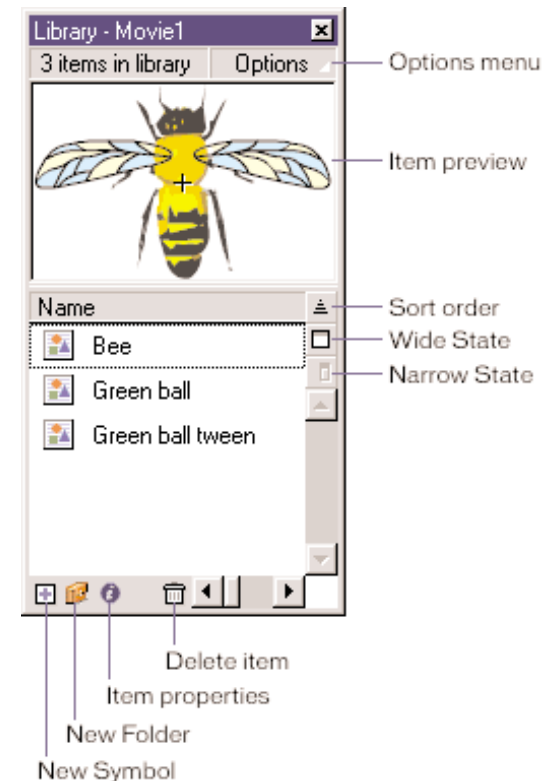 Library - Movie1
3 items in library Options
Options menu
Item preview
Name
Sort order
Bee
Wide State
Narrow State
Green ball
Green ball tween
Delete item
Item properties
New Folder
New Symbol